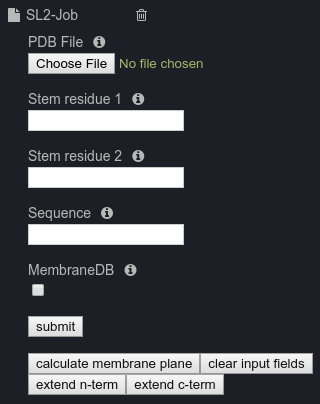 SL2-Job
PDB File
Choose File No file chosen
Stem residue 1
Stem residue 2
Sequence
MembraneDB
submit
calculate membrane plane clear input fields
extend n-term extend c-term